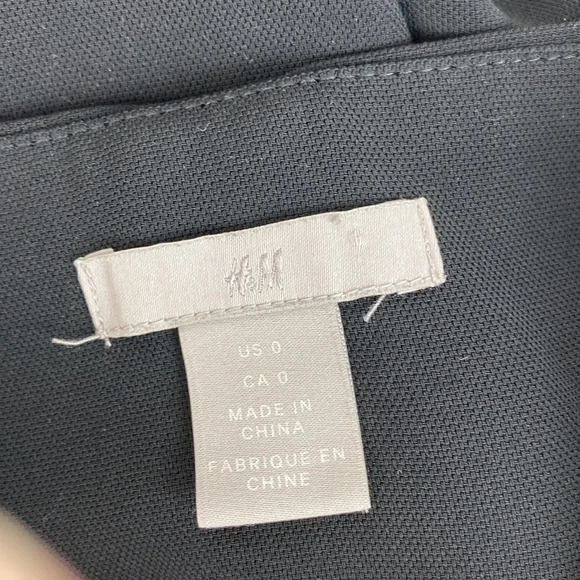 H&M
US 0
CA 0
MADE IN
CHINA
FABRIQUÉ EN
CHINE